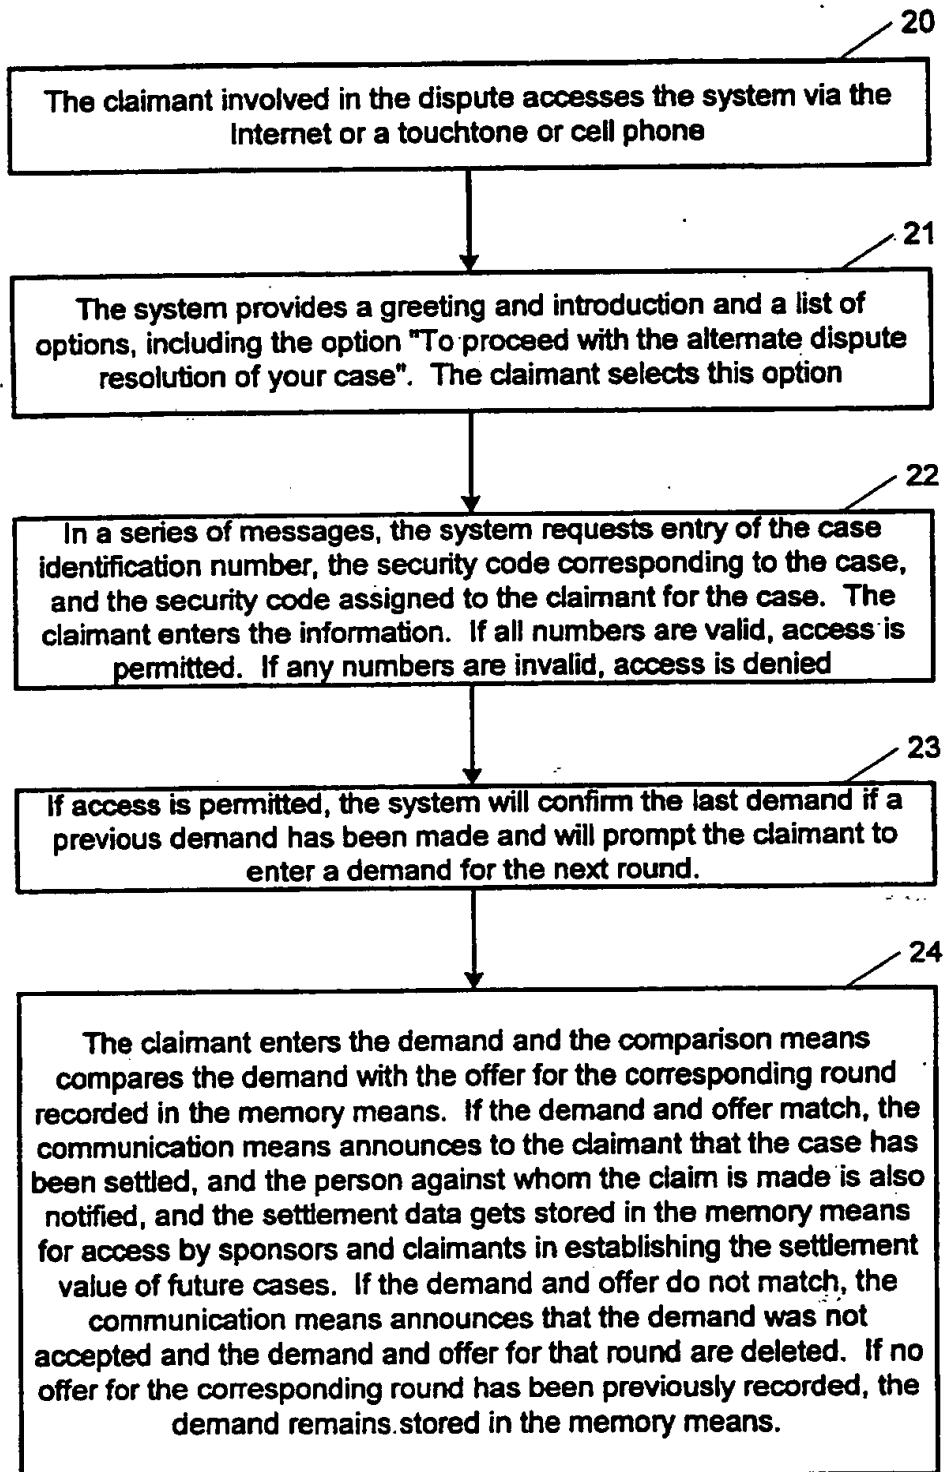 20
The claimant involved in the dispute accesses the system via the
Internet or a touchtone or cell phone
21
The system provides a greeting and introduction and a list of
options, including the option "To proceed with the alternate dispute
resolution of your case". The claimant selects this option
22
In a series of messages, the system requests entry of the case
identification number, the security code corresponding to the case,
and the security code assigned to the claimant for the case. The
claimant enters the information. If all numbers are valid, access is
permitted. If any numbers are invalid, access is denied
23
If access is permitted, the system will confirm the last demand if a
previous demand has been made and will prompt the claimant to
enter a demand for the next round.
24
The claimant enters the demand and the comparison means
compares the demand with the offer for the corresponding round
recorded in the memory means. If the demand and offer match, the
communication means announces to the claimant that the case has
been settled, and the person against whom the claim is made is also
notified, and the settlement data gets stored in the memory means
for access by sponsors and claimants in establishing the settlement
value of future cases. If the demand and offer do not match, the
communication means announces that the demand was not
accepted and the demand and offer for that round are deleted. If no
offer for the corresponding round has been previously recorded, the
demand remains stored in the memory means.